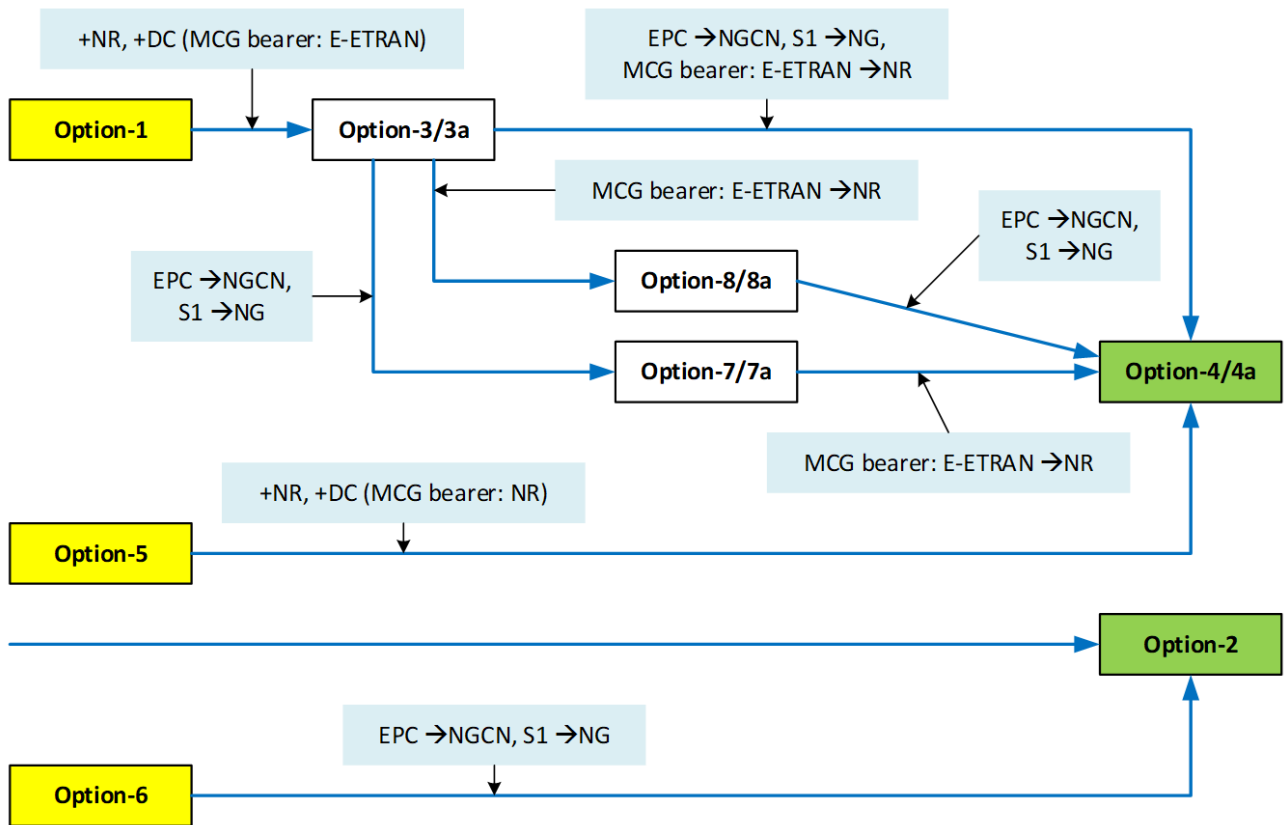 +NR, +DC (MCG bearer: E-ETRAN)
EPC →NGCN, S1 →NG,
MCG bearer: E-ETRAN →NR
Option-1
Option-3/3a
MCG bearer: E-ETRAN →NR
EPC →NGCN,
S1 →NG
EPC →NGCN,
S1 →NG
Option-8/8a
Option-7/7a
Option-4/4a
MCG bearer: E-ETRAN →NR
+NR, +DC (MCG bearer: NR)
Option-5
Option-2
EPC →NGCN, S1 →NG
Option-6